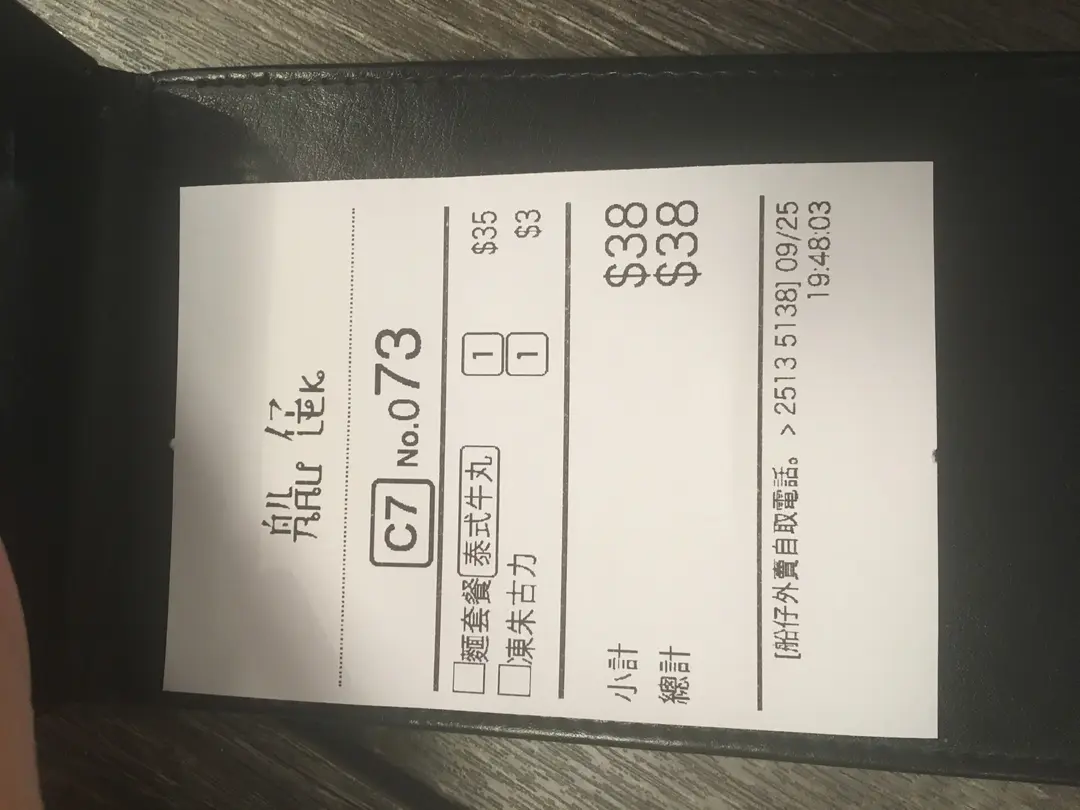 船仔
C7 No.073
麵套餐 泰式牛丸 1 $35
凍朱古力 1 $3
小計 $38
總計 $38
[船仔外賣自取電話。 > 2513 5138] 09/25
19:48:03